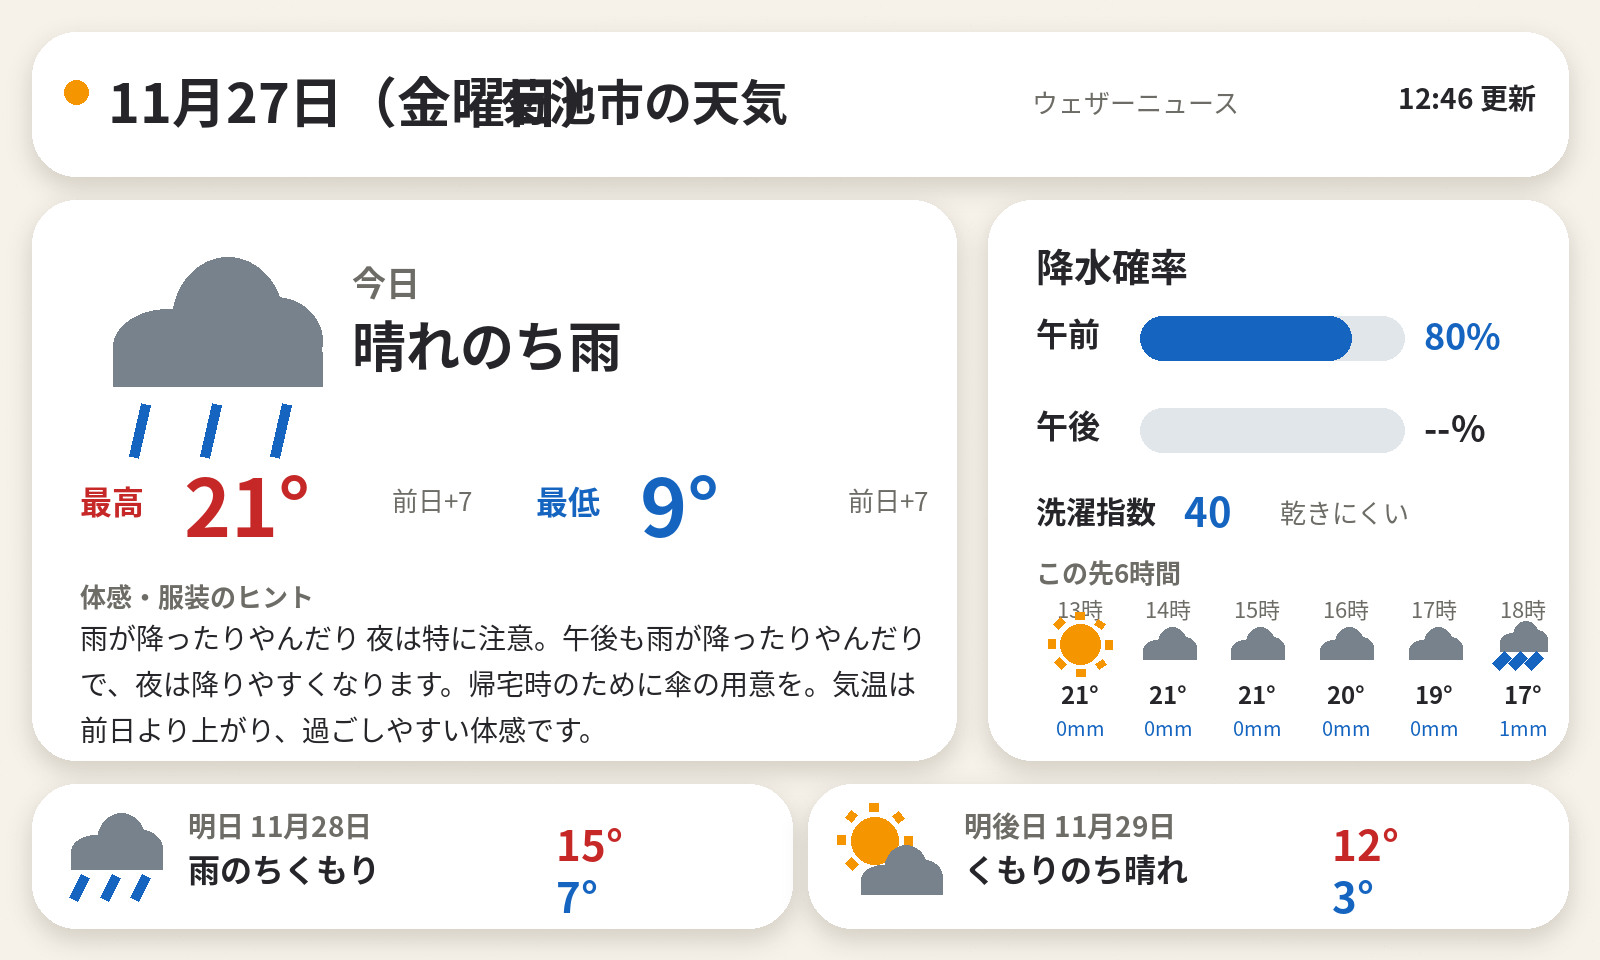 11月27日（金曜日）
菊池市の天気
ウェザーニュース
12:46 更新
今日
晴れのち雨
最高 21° 前日+7 最低 9° 前日+7
体感・服装のヒント
雨が降ったりやんだり 夜は特に注意。午後も雨が降ったりやんだり
で、夜は降りやすくなります。帰宅時のために傘の用意を。気温は
前日より上がり、過ごしやすい体感です。
降水確率
午前 80%
午後 --%
洗濯指数 40 乾きにくい
この先6時間
13時 14時 15時 16時 17時 18時
21° 21° 21° 20° 19° 17°
0mm 0mm 0mm 0mm 0mm 1mm
明日 11月28日
雨のちくもり
15°
7°
明後日 11月29日
くもりのち晴れ
12°
3°